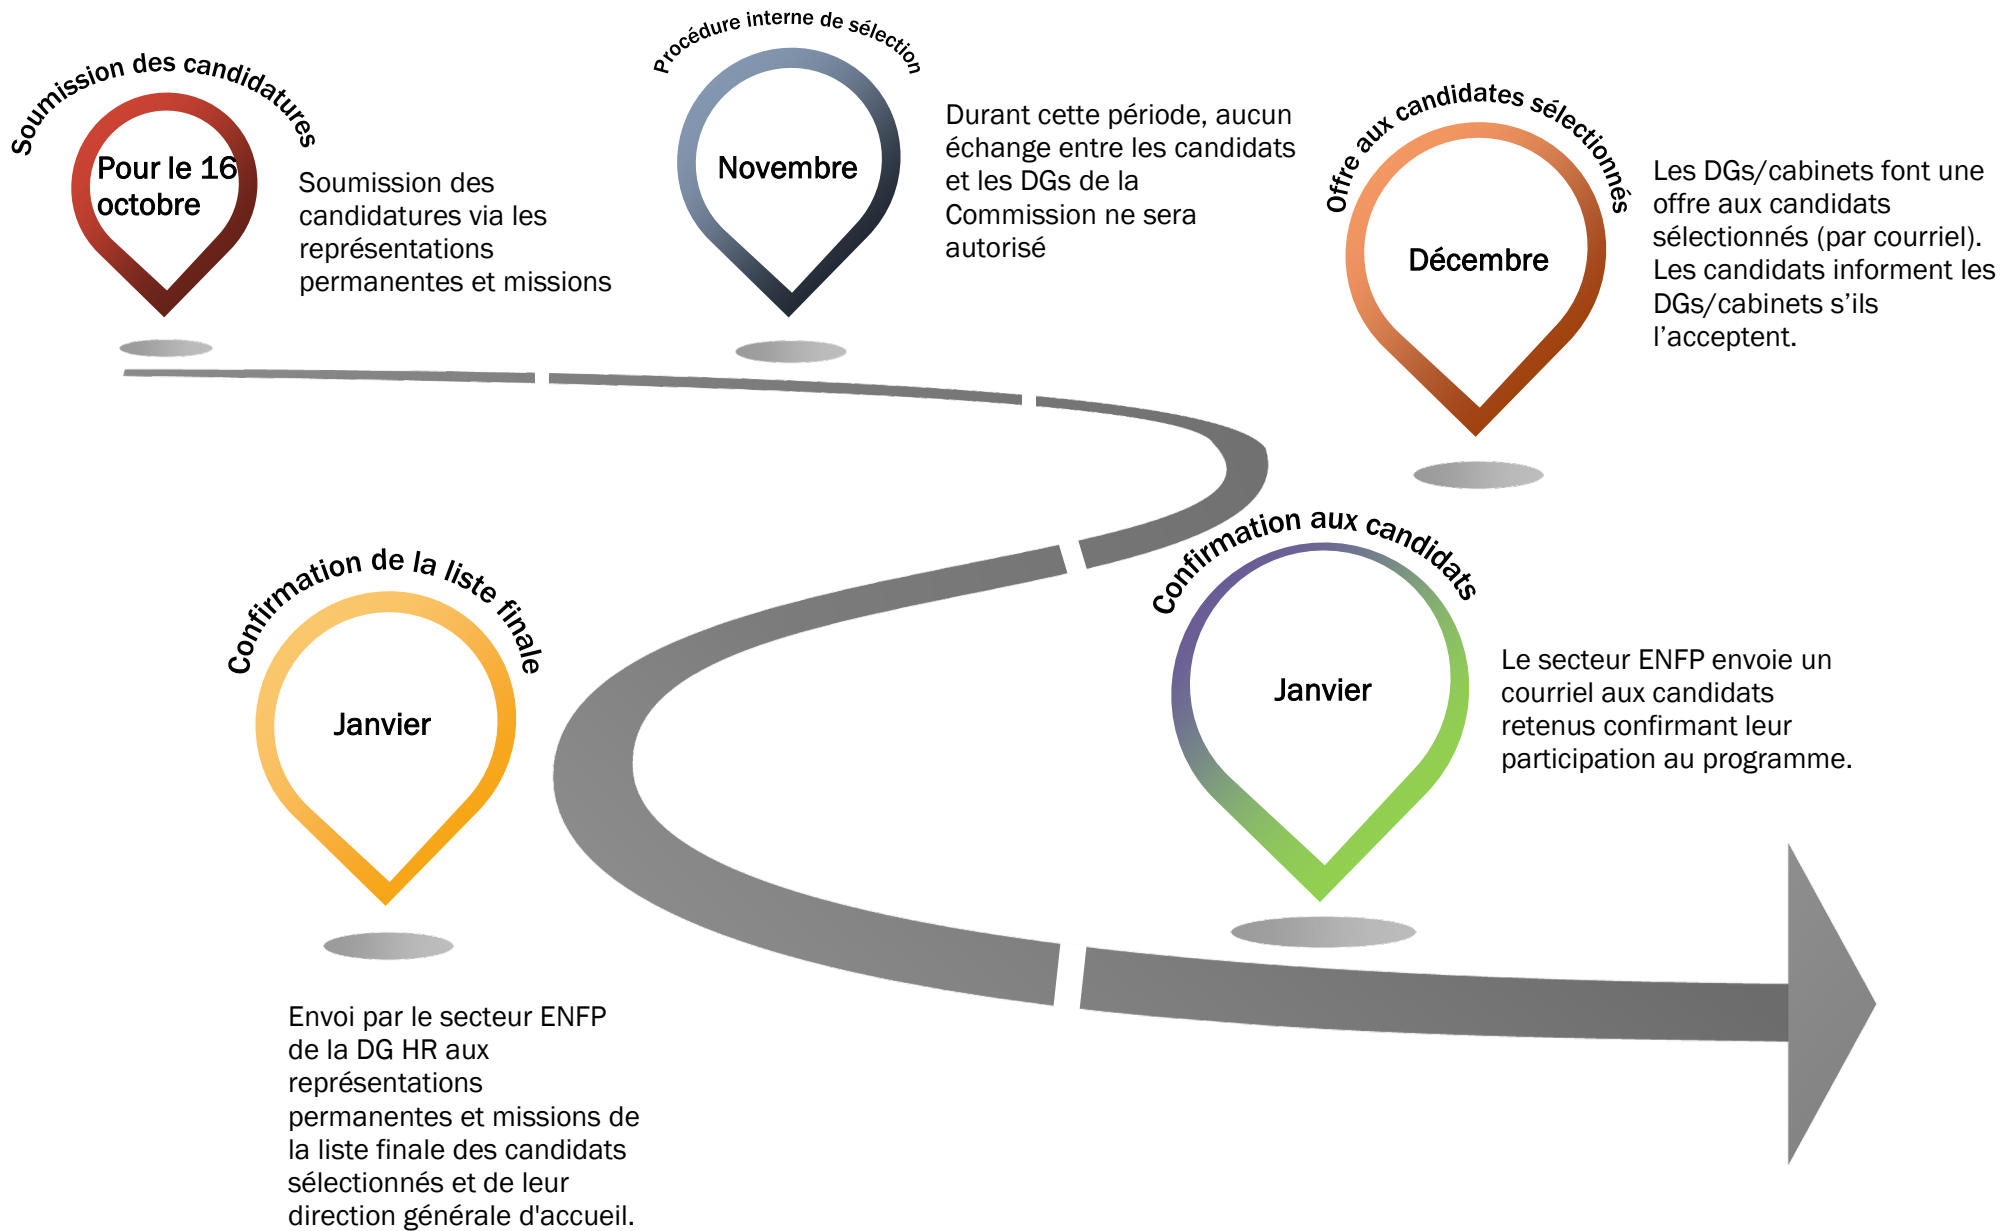 Soumission des candidatures
Pour le 16
octobre
Soumission des
candidatures via les
représentations
permanentes et missions
Procédure interne de sélection
Novembre
Durant cette période, aucun
échange entre les candidats
et les DGs de la
Commission ne sera
autorisé
Offre aux candidates sélectionnés
Décembre
Les DGs/cabinets font une
offre aux candidats
sélectionnés (par courriel).
Les candidats informent les
DGs/cabinets s’ils
l’acceptent.
Confirmation de la liste finale
Janvier
Envoi par le secteur ENFP
de la DG HR aux
représentations
permanentes et missions de
la liste finale des candidats
sélectionnés et de leur
direction générale d'accueil.
Confirmation aux candidats
Janvier
Le secteur ENFP envoie un
courriel aux candidats
retenus confirmant leur
participation au programme.